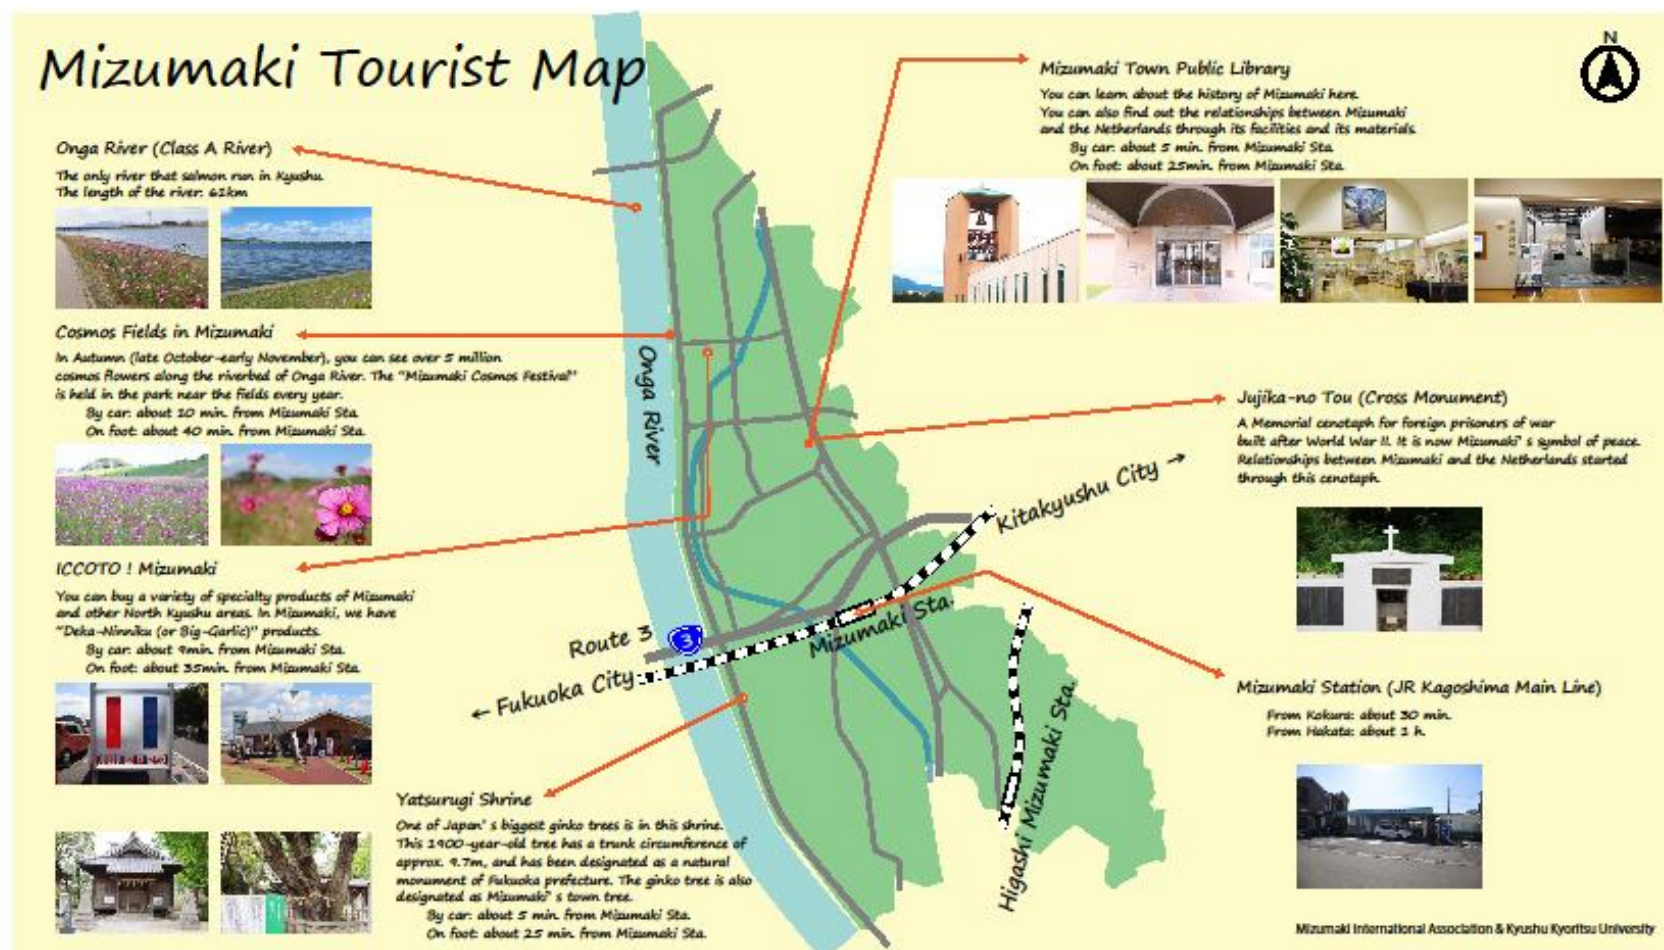 Mizumaki Tourist Map
Onga River (Class A River)
The only river that salmon run in Kyushu.
The length of the river: 61km
Cosmos Fields in Mizumaki
In Autumn (late October-early November), you can see over 5 million
cosmos flowers along the riverbed of Onga River. The "Mizumaki Cosmos Festival"
is held in the park near the fields every year.
By car: about 10 min. from Mizumaki Sta.
On foot: about 40 min. from Mizumaki Sta.
ICCOTO ! Mizumaki
You can buy a variety of specialty products of Mizumaki
and other North Kyushu areas. In Mizumaki, we have
"Deka-Ninniku (or Big-Garlic)" products.
By car: about 9min. from Mizumaki Sta.
On foot: about 35min. from Mizumaki Sta.
Yatsurugi Shrine
One of Japan' s biggest ginko trees is in this shrine.
This 1900-year-old tree has a trunk circumference of
approx. 9.7m, and has been designated as a natural
monument of Fukuoka prefecture. The ginko tree is also
designated as Mizumaki' s town tree.
By car: about 5 min. from Mizumaki Sta.
On foot: about 25 min. from Mizumaki Sta.
Onga River
Route 3
3
← Fukuoka City
Mizumaki Sta.
Kitakyushu City →
Higashi Mizumaki Sta.
N
Mizumaki Town Public Library
You can learn about the history of Mizumaki here.
You can also find out the relationships between Mizumaki
and the Netherlands through its facilities and its materials.
By car: about 5 min. from Mizumaki Sta.
On foot: about 25min. from Mizumaki Sta.
Jujika-no Tou (Cross Monument)
A Memorial cenotaph for foreign prisoners of war
built after World War II. It is now Mizumaki' s symbol of peace.
Relationships between Mizumaki and the Netherlands started
through this cenotaph.
Mizumaki Station (JR Kagoshima Main Line)
From Kokura: about 30 min.
From Hakata: about 1 h.
Mizumaki International Association & Kyushu Kyoritsu University